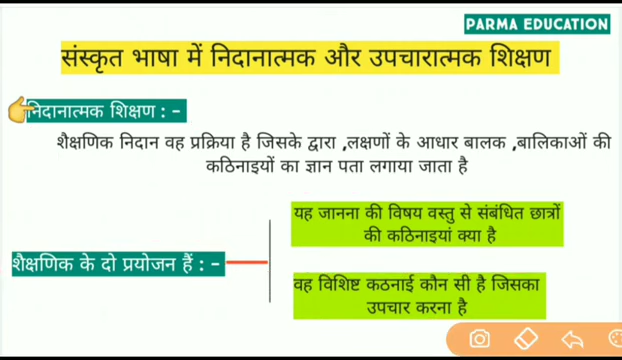 PARMA EDUCATION
संस्कृत भाषा में निदानात्मक और उपचारात्मक शिक्षण
निदानात्मक शिक्षण : -
शैक्षणिक निदान वह प्रक्रिया है जिसके द्वारा ,लक्षणों के आधार बालक ,बालिकाओं की
कठिनाइयों का ज्ञान पता लगाया जाता है
यह जानना की विषय वस्तु से संबंधित छात्रों
की कठिनाइयां क्या है
शैक्षणिक के दो प्रयोजन हैं : -
वह विशिष्ट कठनाई कौन सी है जिसका
उपचार करना है